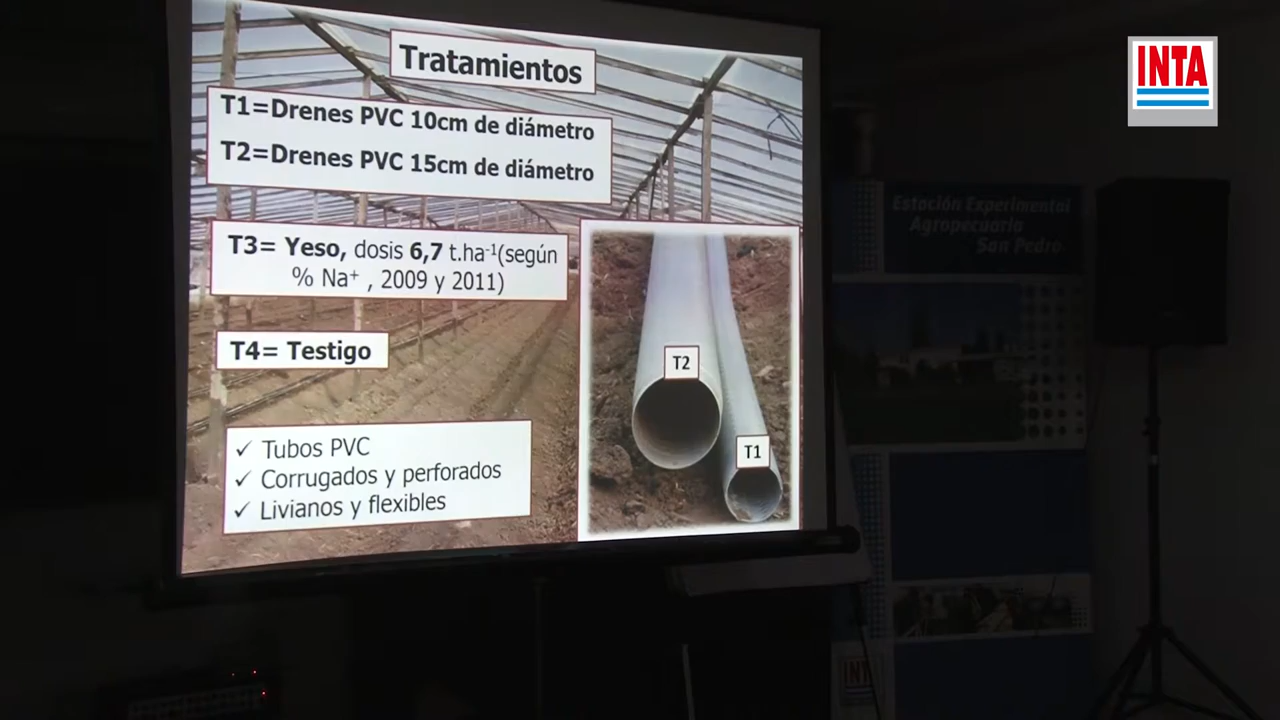 Tratamientos
T1=Drenes PVC 10cm de diámetro
T2=Drenes PVC 15cm de diámetro
T3= Yeso, dosis 6,7 t.ha⁻¹(según
% Na⁺ , 2009 y 2011)
T4= Testigo
✓ Tubos PVC
✓ Corrugados y perforados
✓ Livianos y flexibles
T2
T1
INTA
Estación Experimental
Agropecuaria
San Pedro
INTA